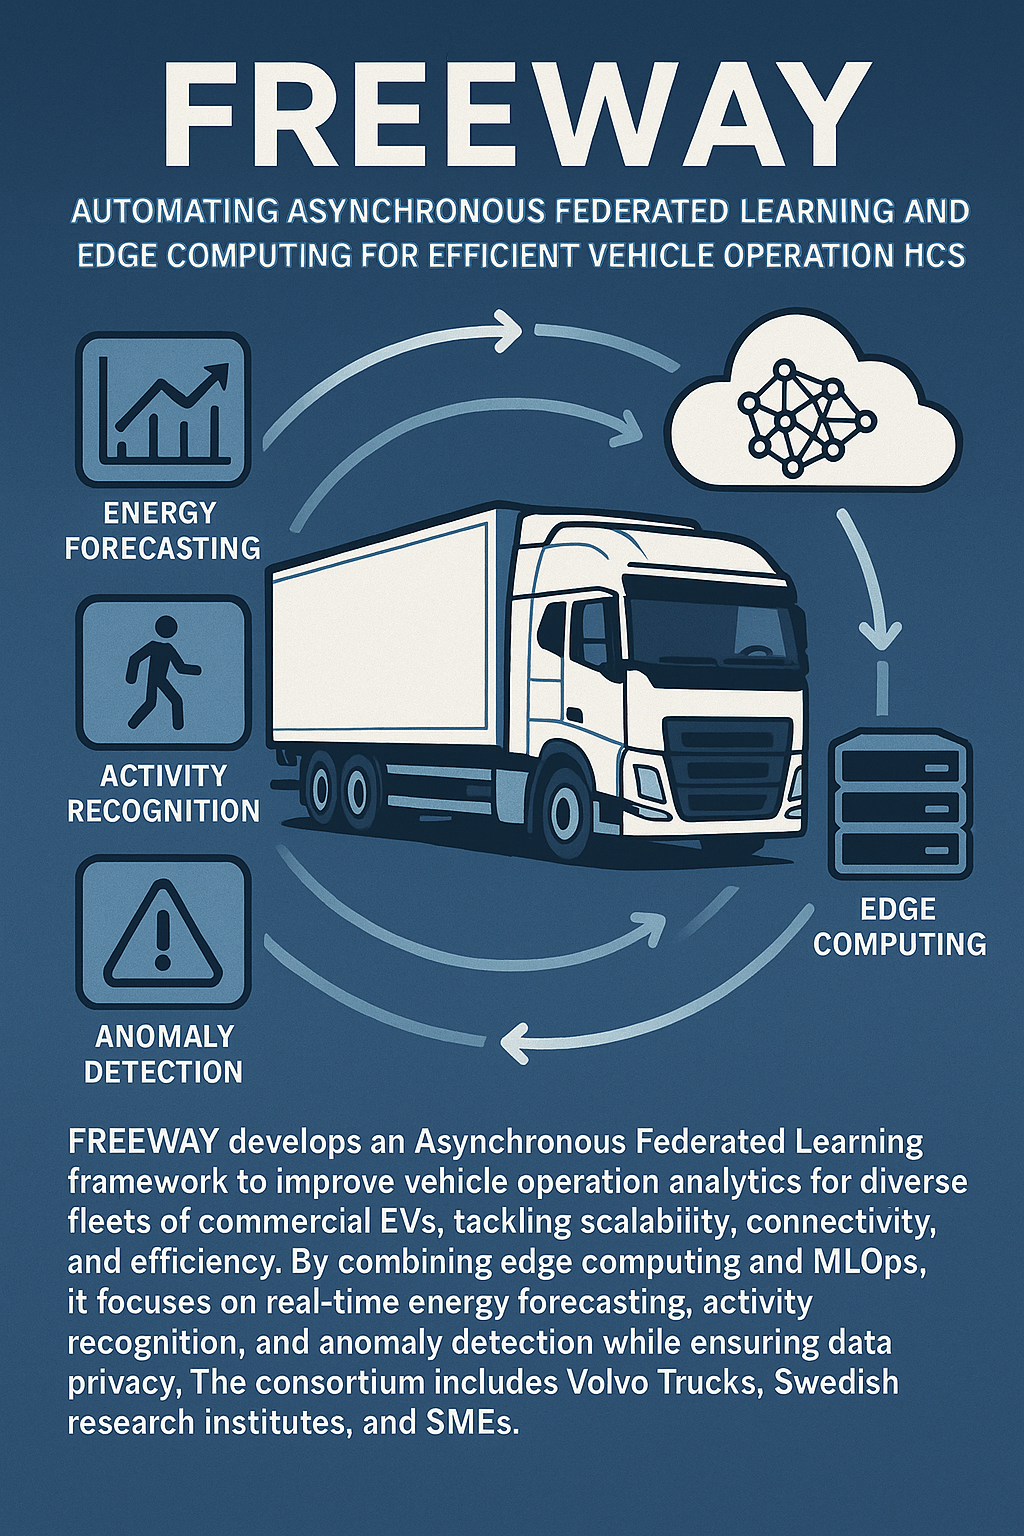 FREEWAY
AUTOMATING ASYNCHRONOUS FEDERATED LEARNING AND
EDGE COMPUTING FOR EFFICIENT VEHICLE OPERATION HCS
ENERGY
FORECASTING
ACTIVITY
RECOGNITION
ANOMALY
DETECTION
EDGE
COMPUTING
FREEWAY develops an Asynchronous Federated Learning
framework to improve vehicle operation analytics for diverse
fleets of commercial EVs, tackling scalabiiity, connectivity,
and efficiency. By combining edge computing and MLOps,
it focuses on real-time energy forecasting, activity
recognition, and anomaly detection while ensuring data
privacy, The consortium includes Volvo Trucks, Swedish
research institutes, and SMEs.